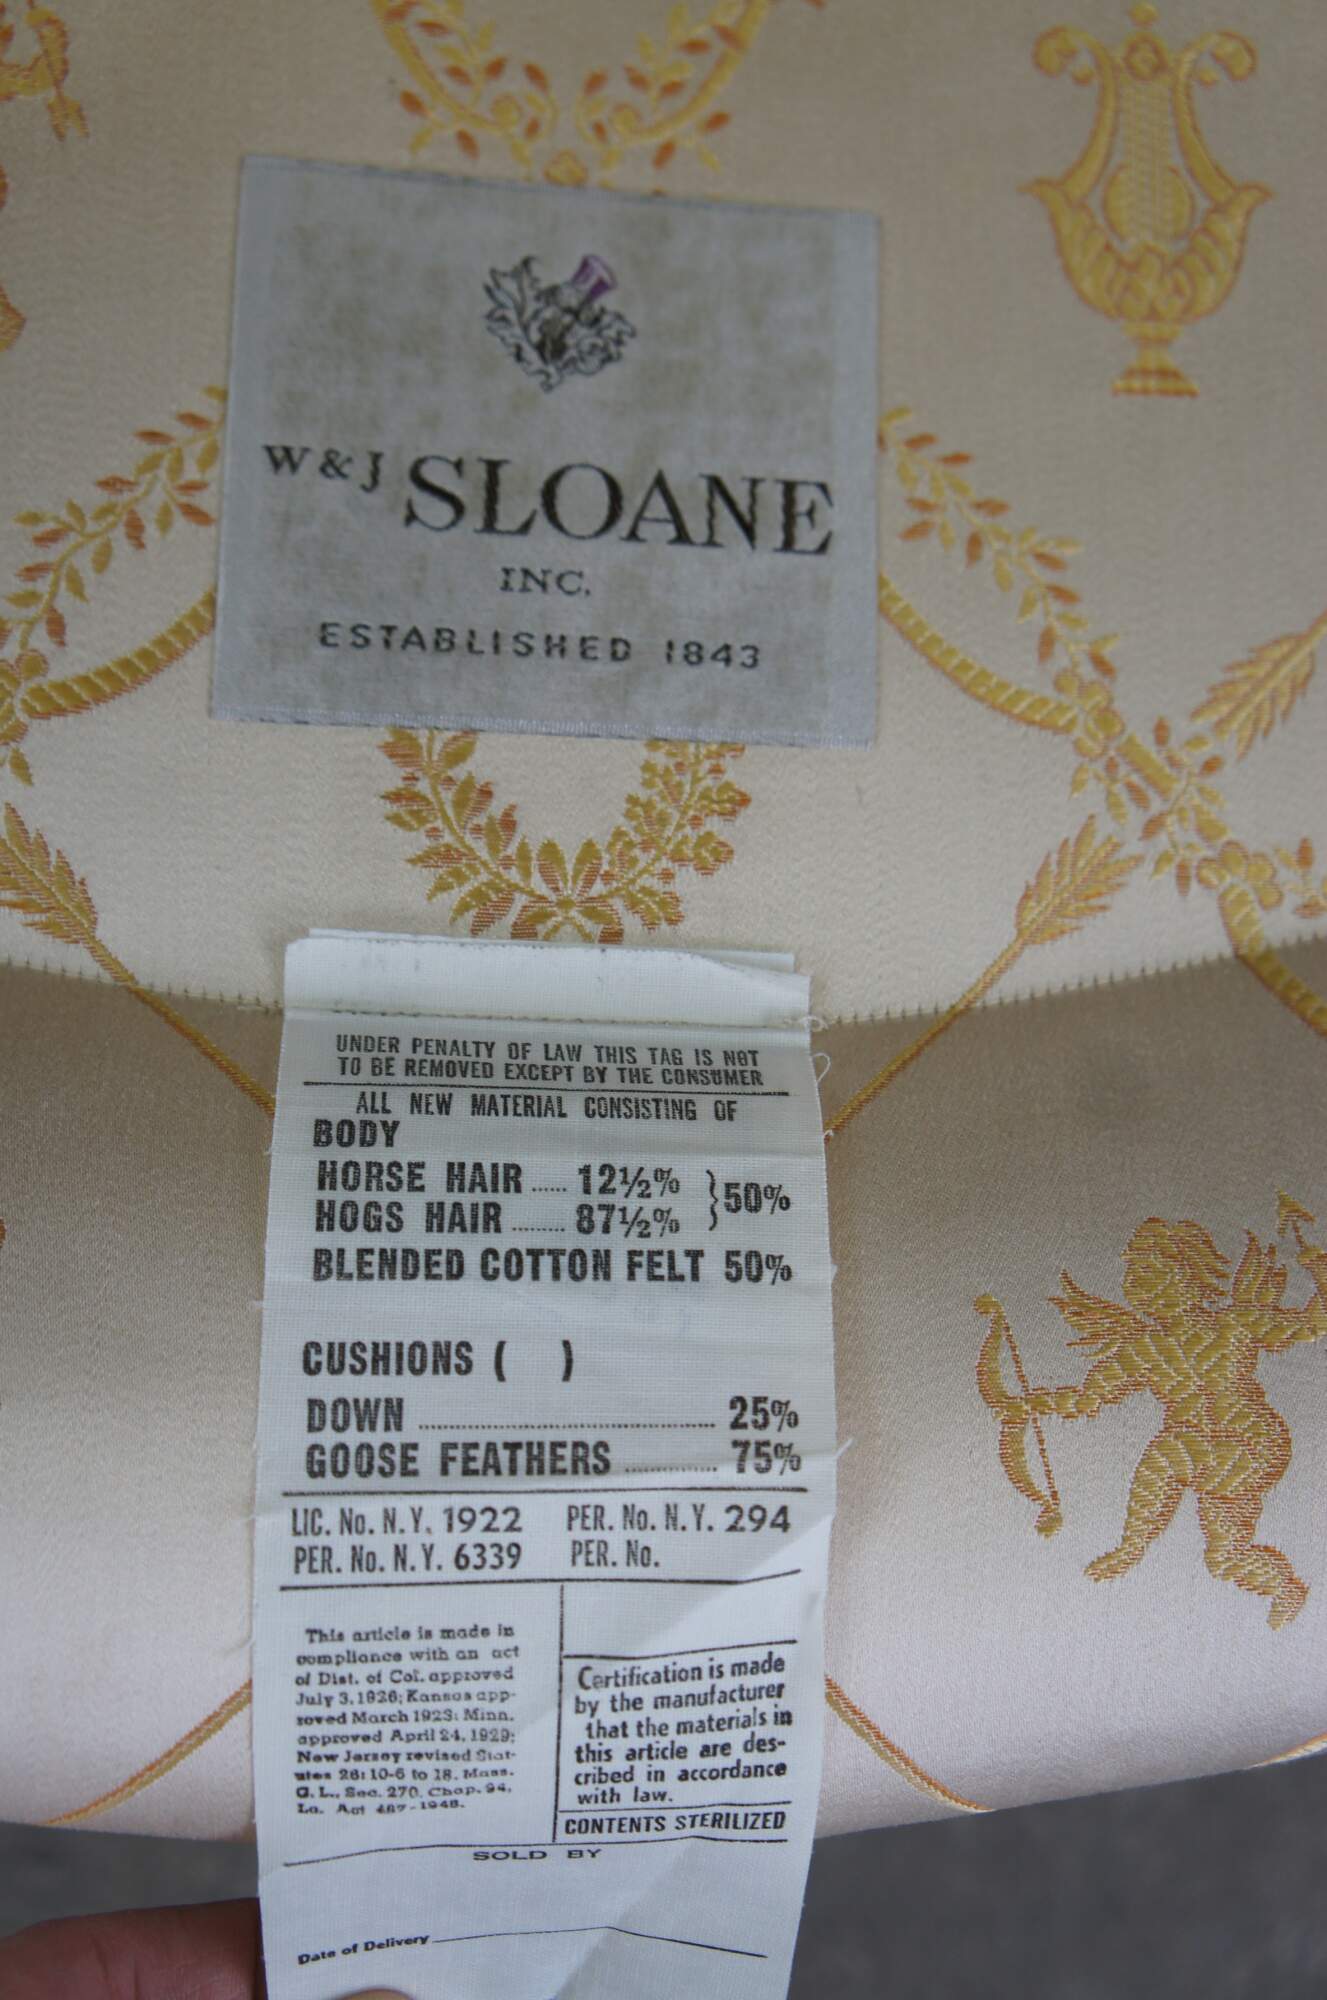 W & J SLOANE
INC.
ESTABLISHED 1843
UNDER PENALTY OF LAW THIS TAG IS NOT
TO BE REMOVED EXCEPT BY THE CONSUMER
ALL NEW MATERIAL CONSISTING OF
BODY
HORSE HAIR ...... 12½% } 50%
HOGS HAIR ........ 87½%
BLENDED COTTON FELT 50%
CUSHIONS ( )
DOWN ........................................ 25%
GOOSE FEATHERS ............. 75%
LIC. No. N.Y. 1922 PER. No. N.Y. 294
PER. No. N.Y. 6339 PER. No.
This article is made in
compliance with an act
of Dist. of Col. approved
July 3, 1926; Kansas app-
roved March 1923; Minn.
approved April 24, 1929;
New Jersey revised Stat-
utes 26:10-6 to 18. Mass.
G.L., Sec. 270. Chap. 94.
La. Act 467-1948.
Certification is made
by the manufacturer
that the materials in
this article are des-
cribed in accordance
with law.
CONTENTS STERILIZED
SOLD BY
Date of Delivery